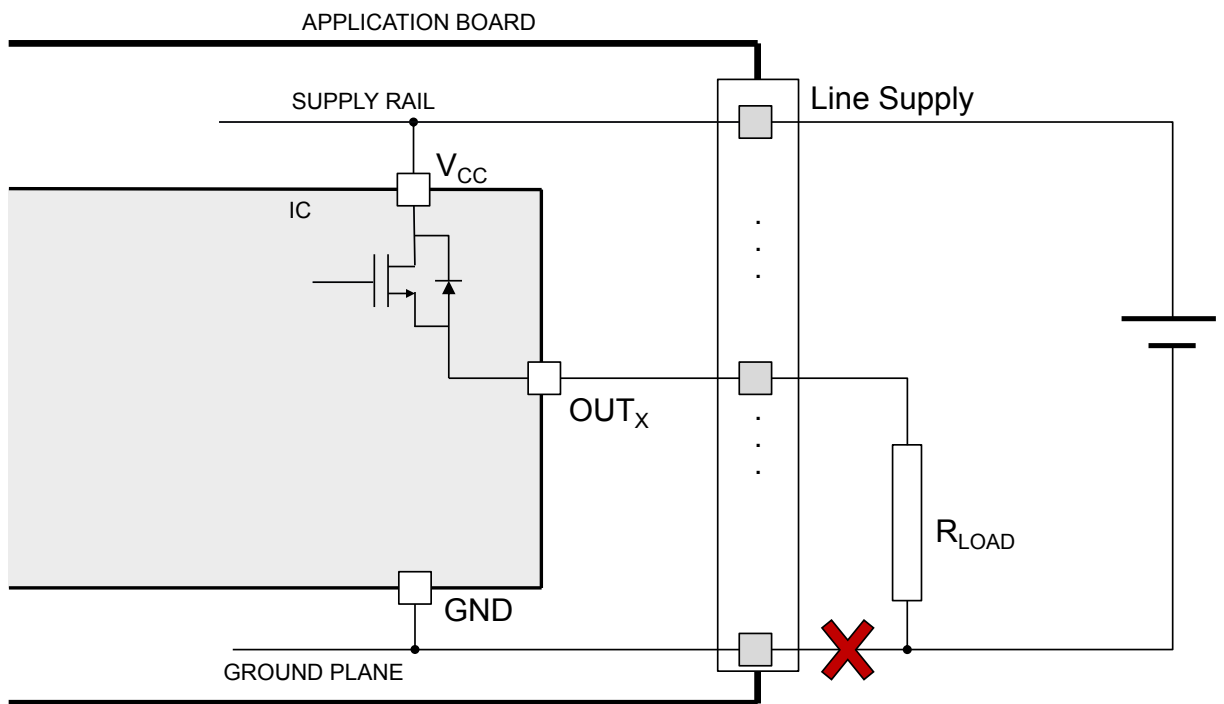 APPLICATION BOARD
SUPPLY RAIL
Line Supply
VCC
IC
OUTX
RLOAD
GND
GROUND PLANE